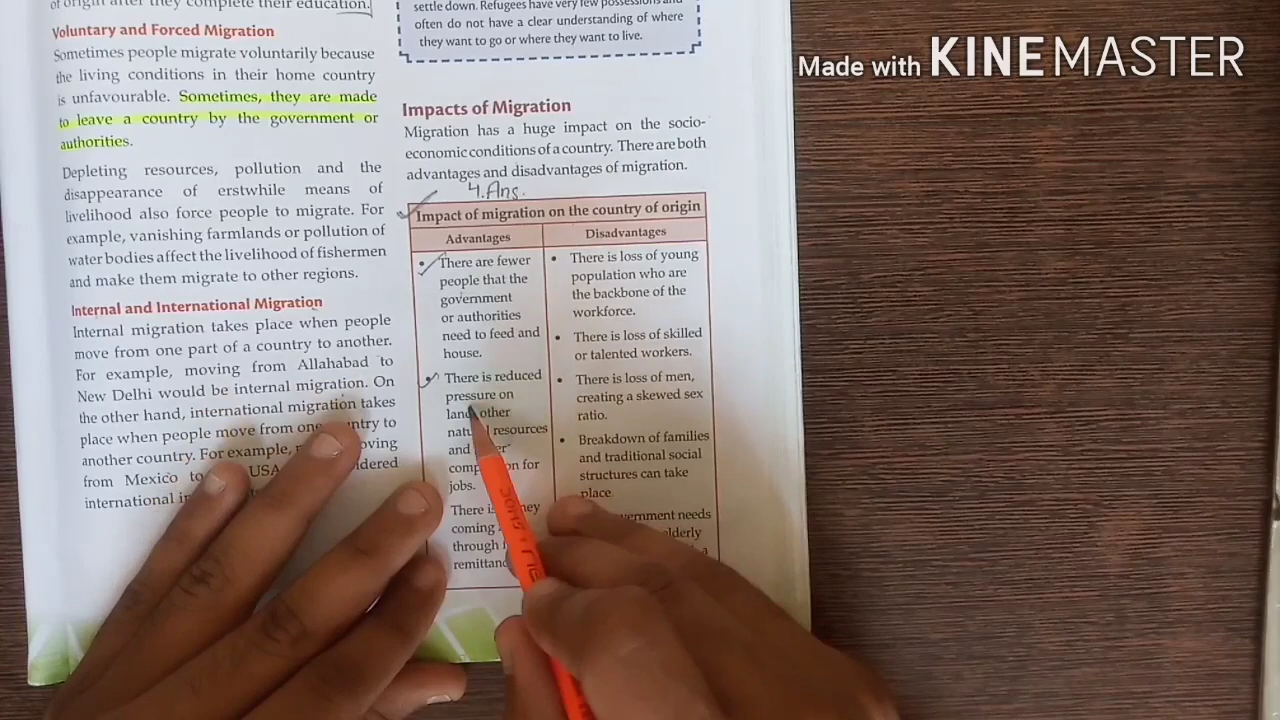 of origin after they complete their education.
Voluntary and Forced Migration
Sometimes people migrate voluntarily because
the living conditions in their home country
is unfavourable. Sometimes, they are made
to leave a country by the government or
authorities.
Depleting resources, pollution and the
disappearance of erstwhile means of
livelihood also force people to migrate. For
example, vanishing farmlands or pollution of
water bodies affect the livelihood of fishermen
and make them migrate to other regions.
Internal and International Migration
Internal migration takes place when people
move from one part of a country to another.
For example, moving from Allahabad to
New Delhi would be internal migration. On
the other hand, international migration takes
place when people move from one
another country. For example,
from Mexico to USA
international
settle down. Refugees have very few possessions and
often do not have a clear understanding of where
they want to go or where they want to live.
Impacts of Migration
Migration has a huge impact on the socio-
economic conditions of a country. There are both
advantages and disadvantages of migration.
4.Ans.
Impact of migration on the country of origin
Advantages
There are fewer
people that the
government
or authorities
need to feed and
house.
There is reduced
pressure on
land other
resources
and
for
jobs.
There
coming
through
Disadvantages
There is loss of young
population who are
the backbone of the
workforce.
There is loss of skilled
or talented workers.
There is loss of men,
creating a skewed sex
ratio.
Breakdown of families
and traditional social
structures can take
place.
needs
Made with KINEMASTER